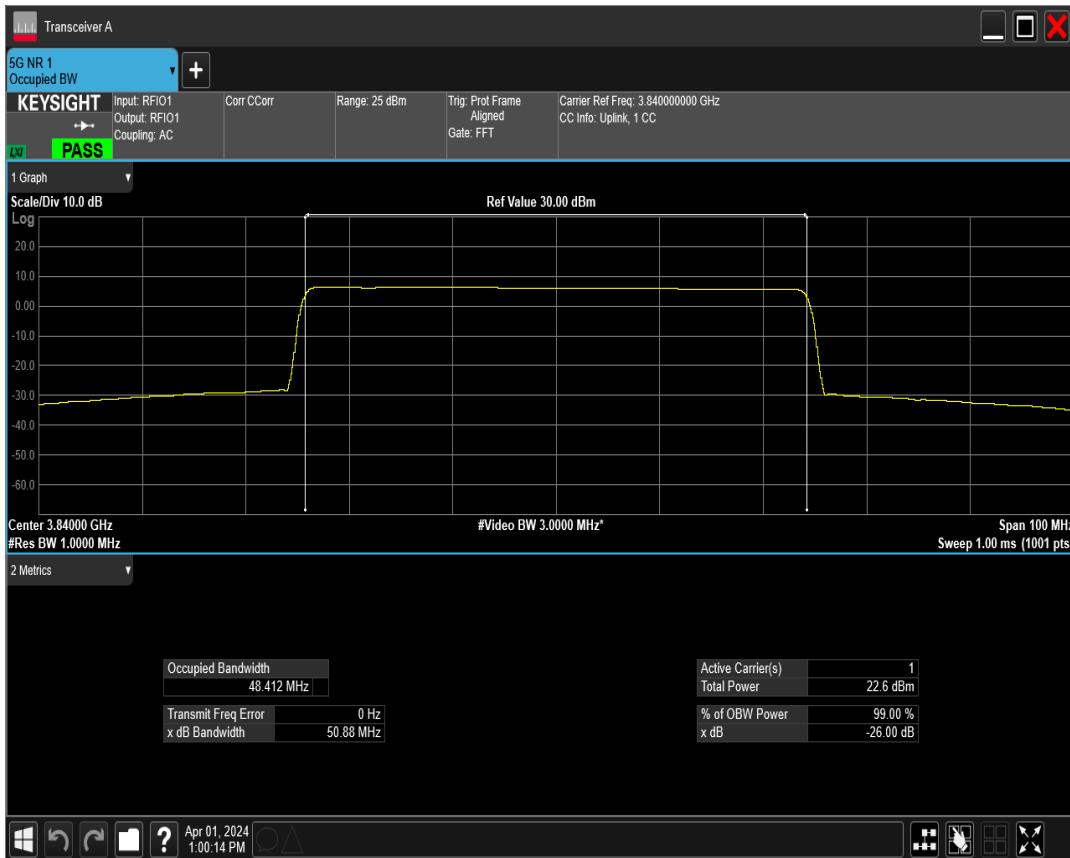 Transceiver A
5G NR 1
Occupied BW
+
KEYSIGHT
LXI
PASS
Input: RFIO1
Output: RFIO1
Coupling: AC
Corr CCorr
Range: 25 dBm
Trig: Prot Frame
Aligned
Gate: FFT
Carrier Ref Freq: 3.840000000 GHz
CC Info: Uplink, 1 CC
1 Graph
Scale/Div 10.0 dB
Ref Value 30.00 dBm
Log
20.0
10.0
0.00
-10.0
-20.0
-30.0
-40.0
-50.0
-60.0
Center 3.84000 GHz
#Video BW 3.0000 MHz*
Span 100 MHz
#Res BW 1.0000 MHz
Sweep 1.00 ms (1001 pts
2 Metrics
Occupied Bandwidth
48.412 MHz
Transmit Freq Error 0 Hz
x dB Bandwidth 50.88 MHz
Active Carrier(s) 1
Total Power 22.6 dBm
% of OBW Power 99.00 %
x dB -26.00 dB
?
Apr 01, 2024
1:00:14 PM